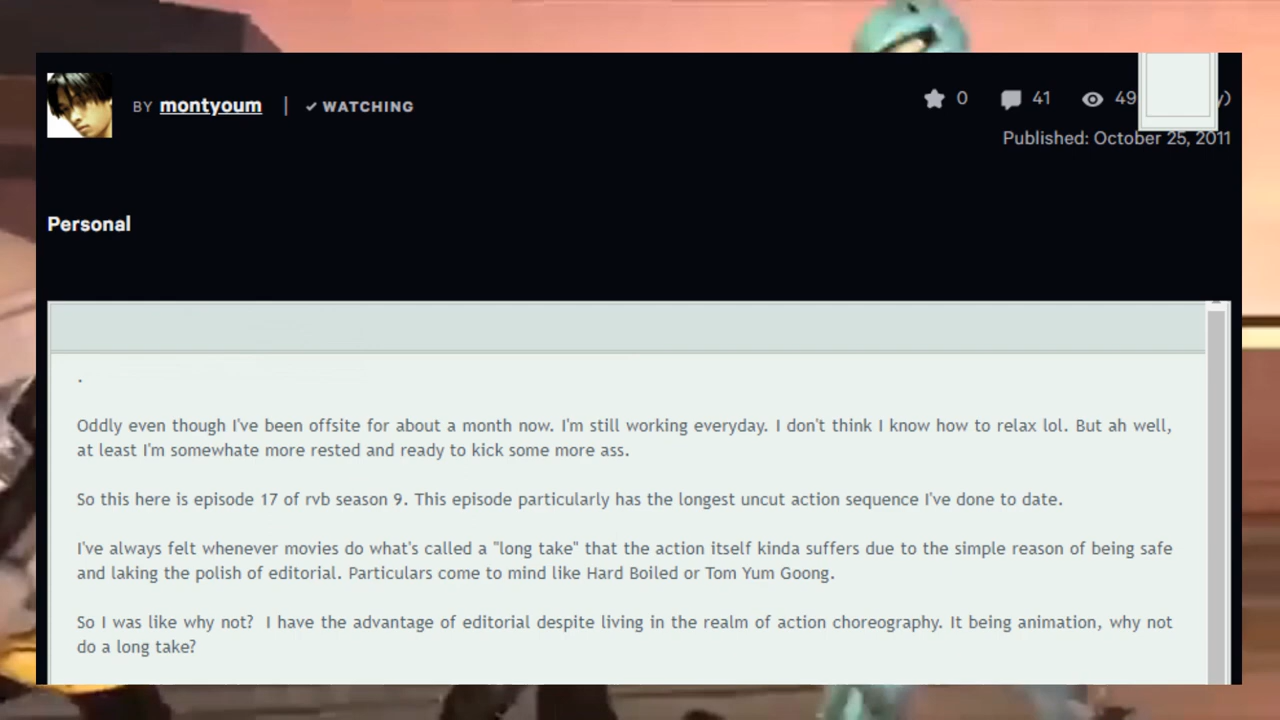 BY montyoum | ✓ WATCHING
0 41 49 y)
Published: October 25, 2011
Personal
.
Oddly even though I've been offsite for about a month now. I'm still working everyday. I don't think I know how to relax lol. But ah well,
at least I'm somewhate more rested and ready to kick some more ass.
So this here is episode 17 of rvb season 9. This episode particularly has the longest uncut action sequence I've done to date.
I've always felt whenever movies do what's called a "long take" that the action itself kinda suffers due to the simple reason of being safe
and laking the polish of editorial. Particulars come to mind like Hard Boiled or Tom Yum Goong.
So I was like why not?  I have the advantage of editorial despite living in the realm of action choreography. It being animation, why not
do a long take?